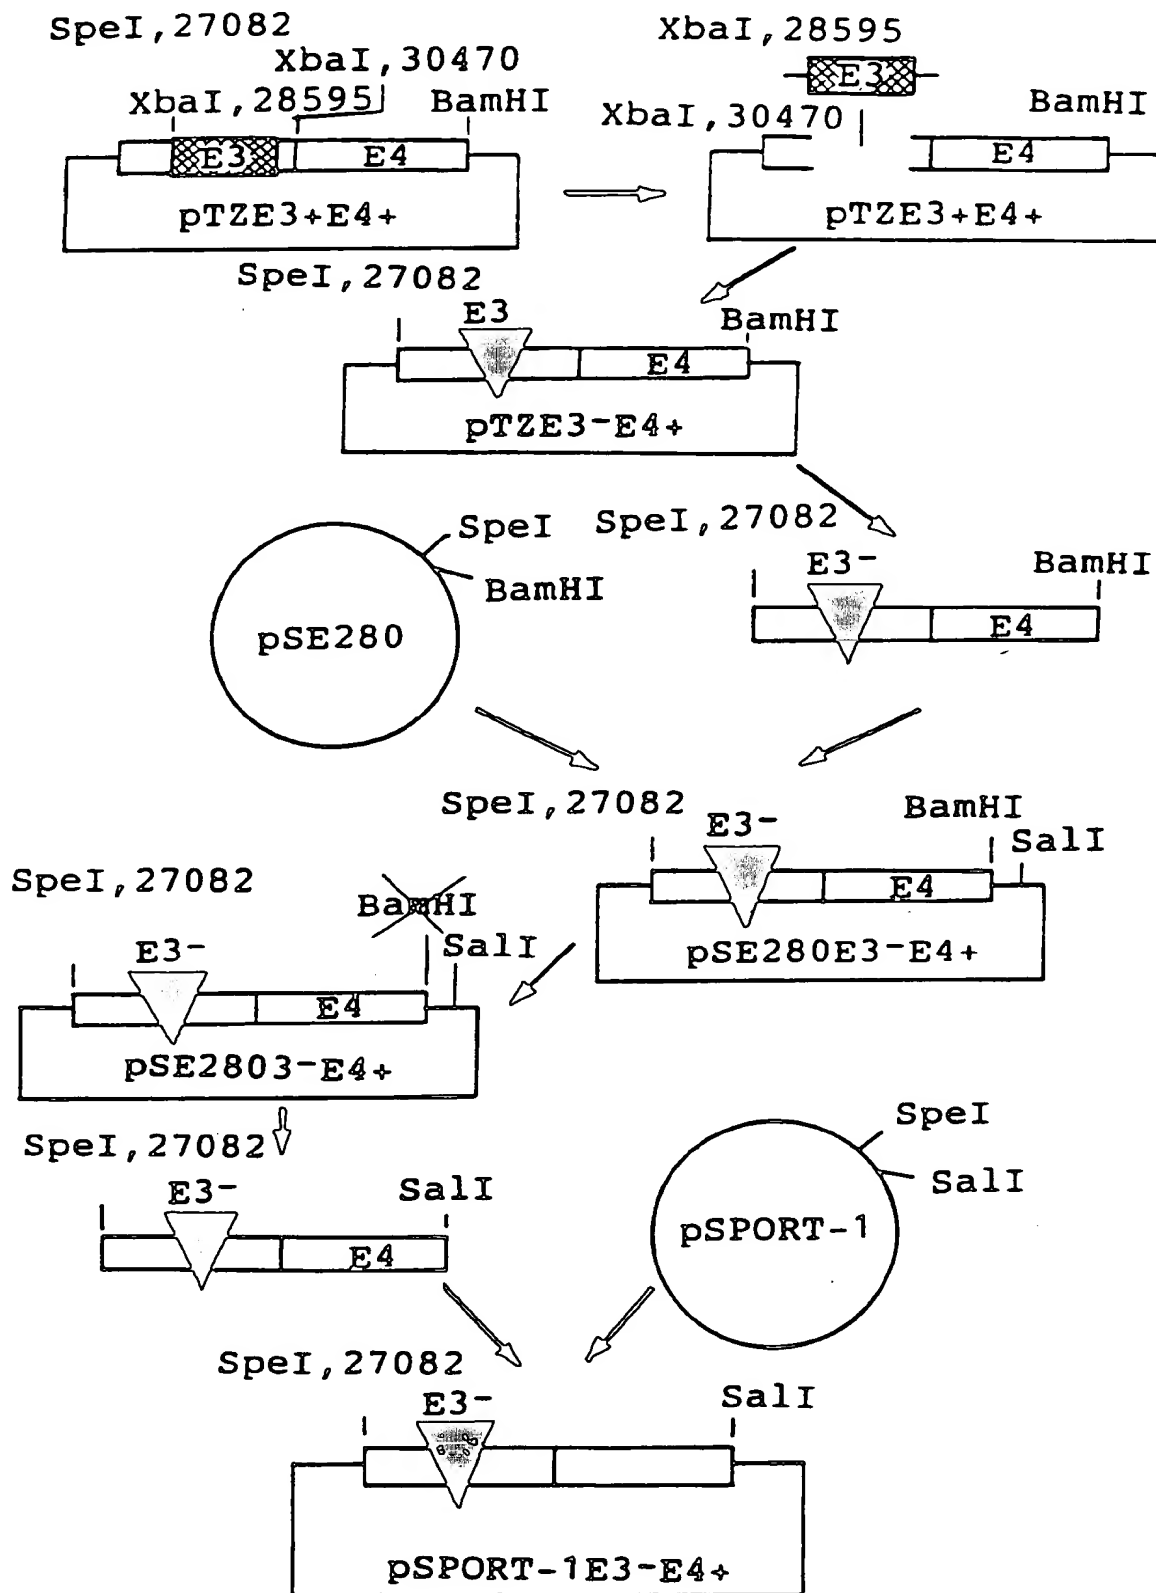 SpeI,27082
XbaI,30470
XbaI,28595
BamHI
E3
E4
pTZE3+E4+
XbaI,28595
E3
XbaI,30470
BamHI
E4
pTZE3+E4+
SpeI,27082
E3
BamHI
E4
pTZE3-E4+
SpeI
BamHI
pSE280
SpeI,27082
E3-
BamHI
E4
SpeI,27082
E3-
BamHI
SalI
E4
pSE280E3-E4+
SpeI,27082
BamHI
E3-
SalI
E4
pSE2803-E4+
SpeI,27082
E3-
SalI
E4
SpeI
SalI
pSPORT-1
SpeI,27082
E3-
SalI
pSPORT-1E3-E4+